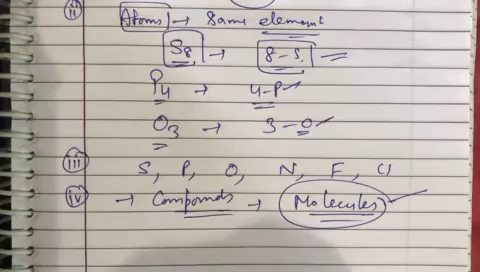 (ii) Atoms → Same element
S8 → 8-S
P4 → 4-P
O3 → 3-O
(iii) S, P, O, N, F, Cl
(iv) → Compounds → Molecules